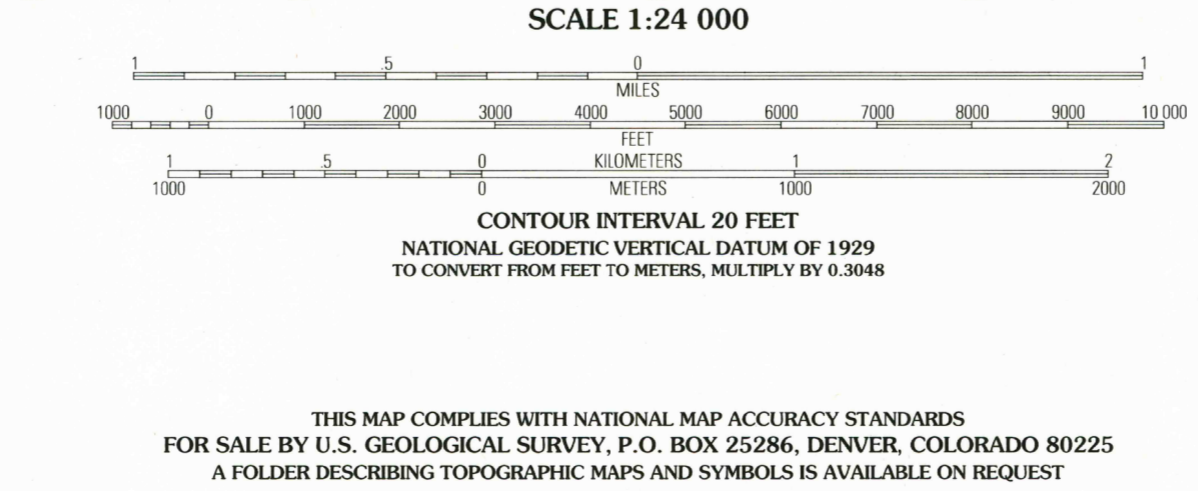 SCALE 1:24 000
1 .5 0 1
MILES
1000 0 1000 2000 3000 4000 5000 6000 7000 8000 9000 10 000
FEET
1 .5 0 KILOMETERS 1 2
1000 0 METERS 1000 2000
CONTOUR INTERVAL 20 FEET
NATIONAL GEODETIC VERTICAL DATUM OF 1929
TO CONVERT FROM FEET TO METERS, MULTIPLY BY 0.3048
THIS MAP COMPLIES WITH NATIONAL MAP ACCURACY STANDARDS
FOR SALE BY U.S. GEOLOGICAL SURVEY, P.O. BOX 25286, DENVER, COLORADO 80225
A FOLDER DESCRIBING TOPOGRAPHIC MAPS AND SYMBOLS IS AVAILABLE ON REQUEST